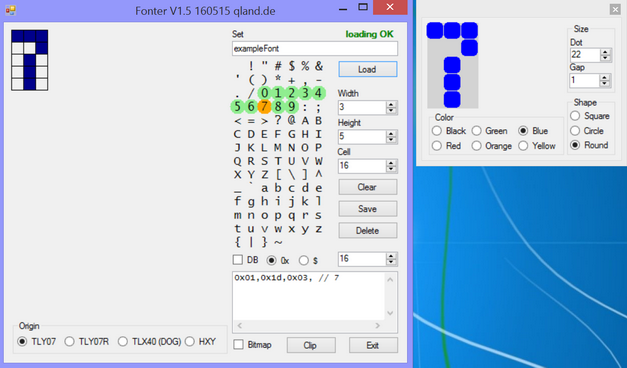 Fonter V1.5 160515 qland.de
Set
loading OK
exampleFont
Load
! " # $ % &
' ( ) * + , -
. / 0 1 2 3 4
5 6 7 8 9 : ;
< = > ? @ A B
C D E F G H I
J K L M N O P
Q R S T U V W
X Y Z [ \ ] ^
_ ` a b c d e
f g h i j k l
m n o p q r s
t u v w x y z
{ | } ~
Width
3
Height
5
Cell
16
Clear
Save
Delete
DB
0x
$
16
0x01,0x1d,0x03, // 7
Origin
TLY07
TLY07R
TLX40 (DOG)
HXY
Bitmap
Clip
Exit
Size
Dot
22
Gap
1
Shape
Square
Circle
Round
Color
Black
Green
Blue
Red
Orange
Yellow